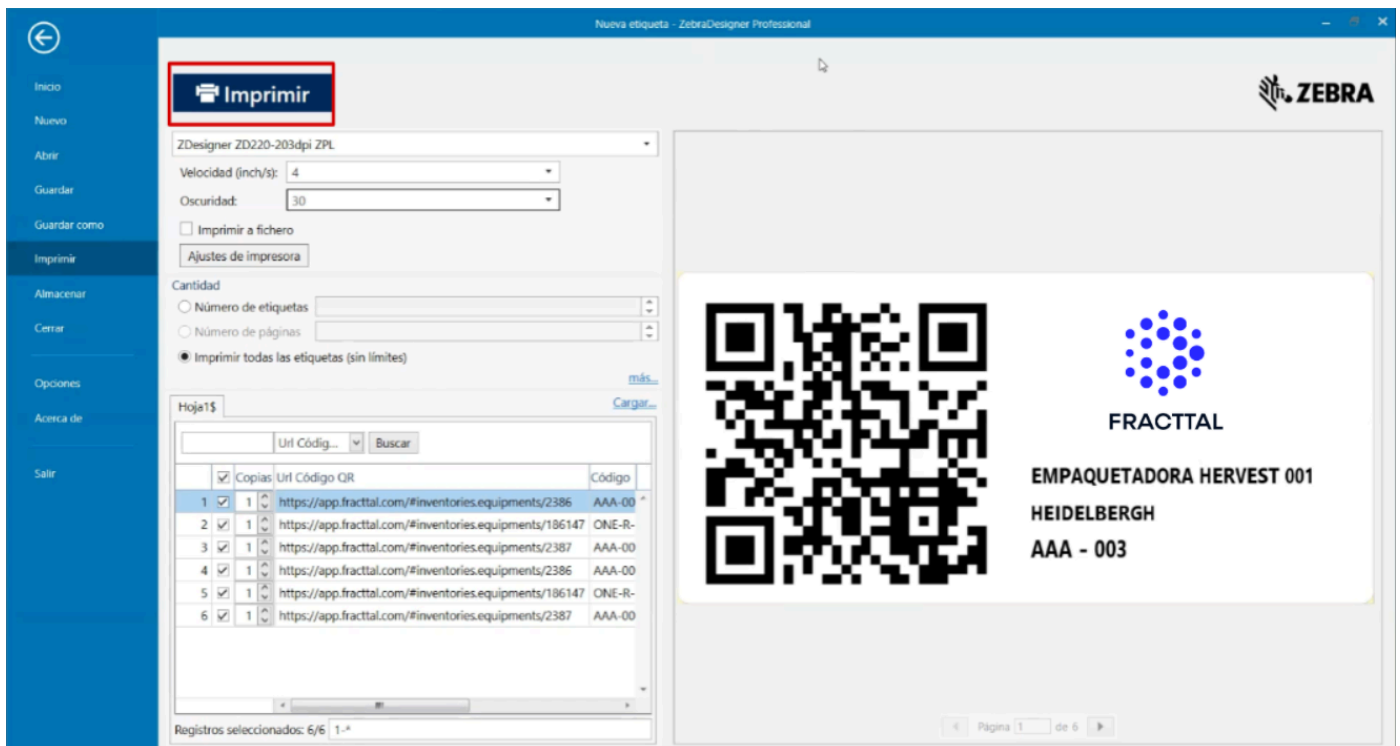 Nueva etiqueta - ZebraDesigner Professional
Inicio
Nuevo
Abrir
Guardar
Guardar como
Imprimir
Almacenar
Cerrar
Opciones
Acerca de
Salir
Imprimir
ZEBRA
ZDesigner ZD220-203dpi ZPL
Velocidad (inch/s): 4
Oscuridad: 30
Imprimir a fichero
Ajustes de impresora
Cantidad
Número de etiquetas
Número de páginas
Imprimir todas las etiquetas (sin límites)
más...
Hoja1$ Cargar...
Url Códig... Buscar
Copias Url Código QR Código
1 1 https://app.fracttal.com/#inventories.equipments/2386 AAA-00
2 1 https://app.fracttal.com/#inventories.equipments/186147 ONE-R-
3 1 https://app.fracttal.com/#inventories.equipments/2387 AAA-00
4 1 https://app.fracttal.com/#inventories.equipments/2386 AAA-00
5 1 https://app.fracttal.com/#inventories.equipments/186147 ONE-R-
6 1 https://app.fracttal.com/#inventories.equipments/2387 AAA-00
Registros seleccionados: 6/6 1-^
FRACTTAL
EMPAQUETADORA HERVEST 001
HEIDELBERGH
AAA - 003
Página 1 de 6